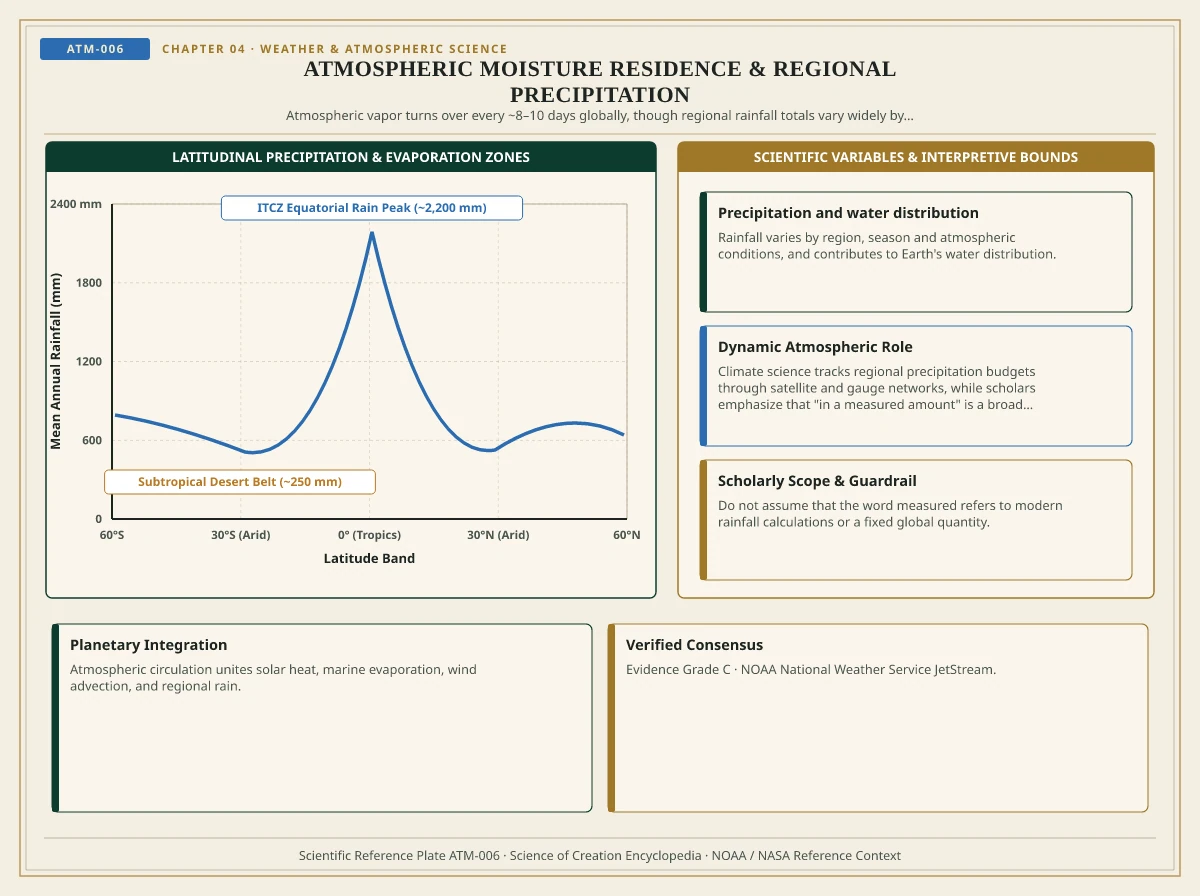 ATM-006
CHAPTER 04 · WEATHER & ATMOSPHERIC SCIENCE
ATMOSPHERIC MOISTURE RESIDENCE & REGIONAL
PRECIPITATION
Atmospheric vapor turns over every ~8–10 days globally, though regional rainfall totals vary widely by...
LATITUDINAL PRECIPITATION & EVAPORATION ZONES
2400 mm
ITCZ Equatorial Rain Peak (~2,200 mm)
1800
1200
600
0
Mean Annual Rainfall (mm)
Subtropical Desert Belt (~250 mm)
60°S
30°S (Arid)
0° (Tropics)
30°N (Arid)
60°N
Latitude Band
SCIENTIFIC VARIABLES & INTERPRETIVE BOUNDS
Precipitation and water distribution
Rainfall varies by region, season and atmospheric
conditions, and contributes to Earth's water distribution.
Dynamic Atmospheric Role
Climate science tracks regional precipitation budgets
through satellite and gauge networks, while scholars
emphasize that "in a measured amount" is a broad...
Scholarly Scope & Guardrail
Do not assume that the word measured refers to modern
rainfall calculations or a fixed global quantity.
Planetary Integration
Atmospheric circulation unites solar heat, marine evaporation, wind
advection, and regional rain.
Verified Consensus
Evidence Grade C · NOAA National Weather Service JetStream.
Scientific Reference Plate ATM-006 · Science of Creation Encyclopedia · NOAA / NASA Reference Context